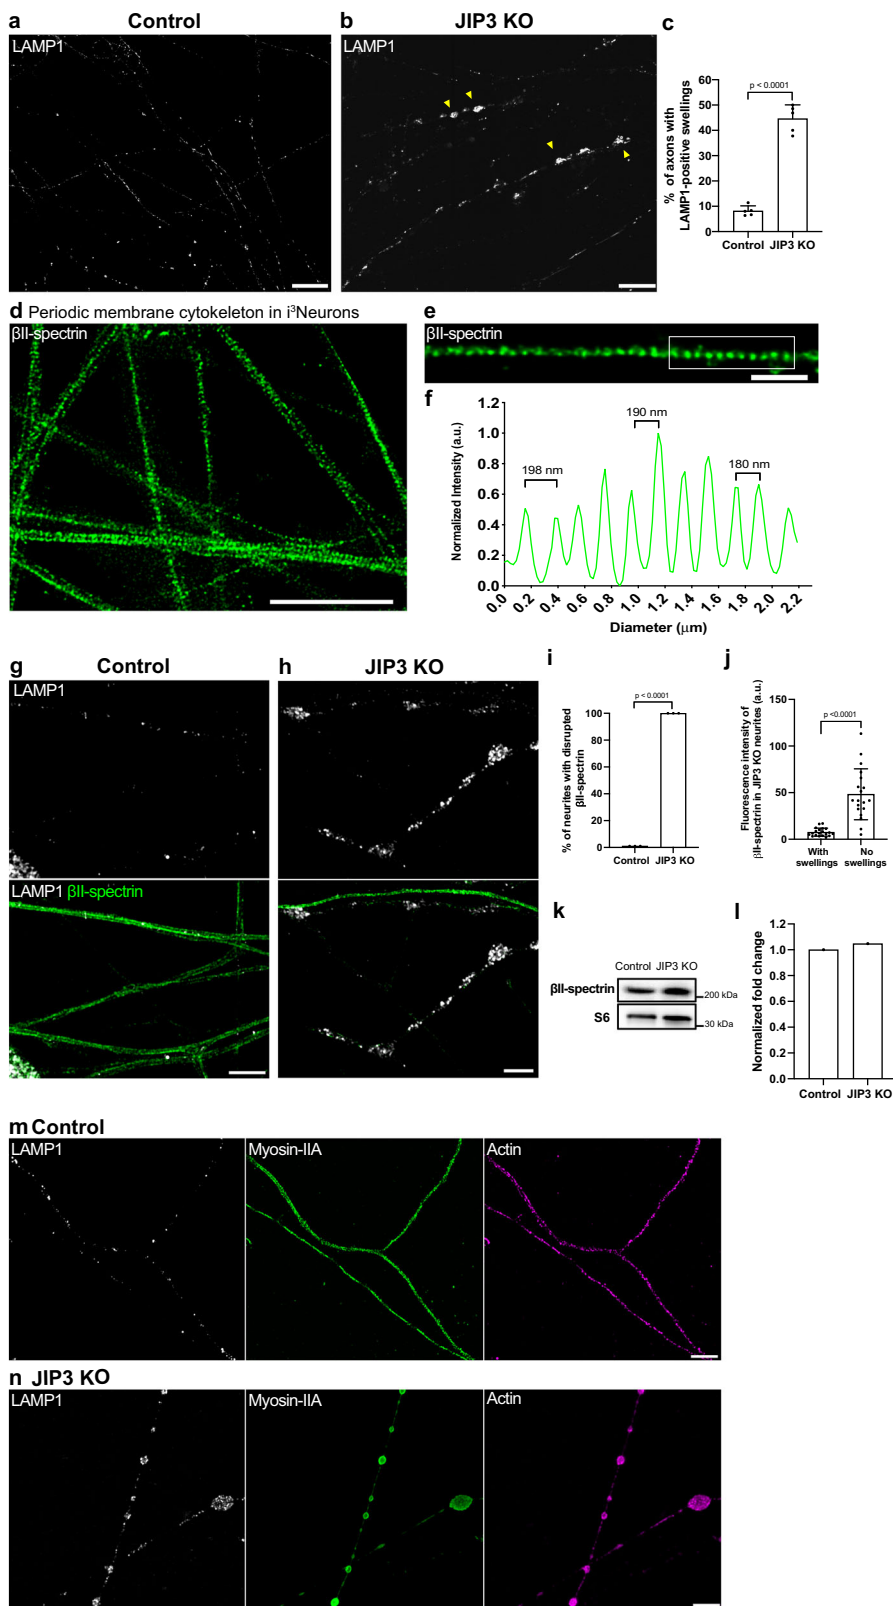 a Control
LAMP1
b JIP3 KO
LAMP1
c
p < 0.0001
60
50
40
30
20
10
0
% of axons with
LAMP1-positive swellings
Control JIP3 KO
d Periodic membrane cytokeleton in i³Neurons
βII-spectrin
e
βII-spectrin
f
1.2
1.0
0.8
0.6
0.4
0.2
0.0
Normalized Intensity (a.u.)
198 nm
190 nm
180 nm
0.0 0.2 0.4 0.6 0.8 1.0 1.2 1.4 1.6 1.8 2.0 2.2
Diameter (µm)
g Control
LAMP1
LAMP1 βII-spectrin
h JIP3 KO
i
p < 0.0001
100
80
60
40
20
0
% of neurites with disrupted
βII-spectrin
Control JIP3 KO
j
p <0.0001
150
100
50
0
Fluorescence intensity of
βII-spectrin in JIP3 KO neurites (a.u.)
With
swellings
No
swellings
k
Control JIP3 KO
βII-spectrin
200 kDa
S6
30 kDa
l
1.2
1.0
0.8
0.6
0.4
0.2
0.0
Normalized fold change
Control JIP3 KO
m Control
LAMP1
Myosin-IIA
Actin
n JIP3 KO
LAMP1
Myosin-IIA
Actin